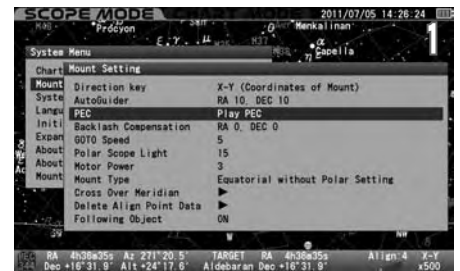 SCOPE MODE
2011/07/05 14:26:24
Procyon
Menkalinan
1
Capella
System Menu
Chart
Mount
Syste
Langu
Initi
Expan
About
About
Mount
Mount Setting
Direction key X-Y (Coordinates of Mount)
AutoGuider RA 10, DEC 10
PEC Play PEC
Backlash Compensation RA 0, DEC 0
GOTO Speed 5
Polar Scope Light 15
Motor Power 3
Mount Type Equatorial without Polar Setting
Cross Over Meridian ▶
Delete Align Point Data ▶
Following Object ON
PEC RA 4h36m35s Az 271°20.5' TARGET RA 4h36m35s Align:4 X-Y
344 Dec +16°31.9' Alt +24°17.6' Aldebaran Dec +16°31.9' x500